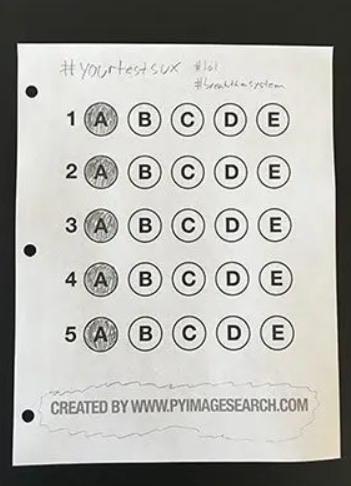 #yourtestsux #lol
#breakthesystem
1 A B C D E
2 A B C D E
3 A B C D E
4 A B C D E
5 A B C D E
CREATED BY WWW.PYIMAGESEARCH.COM